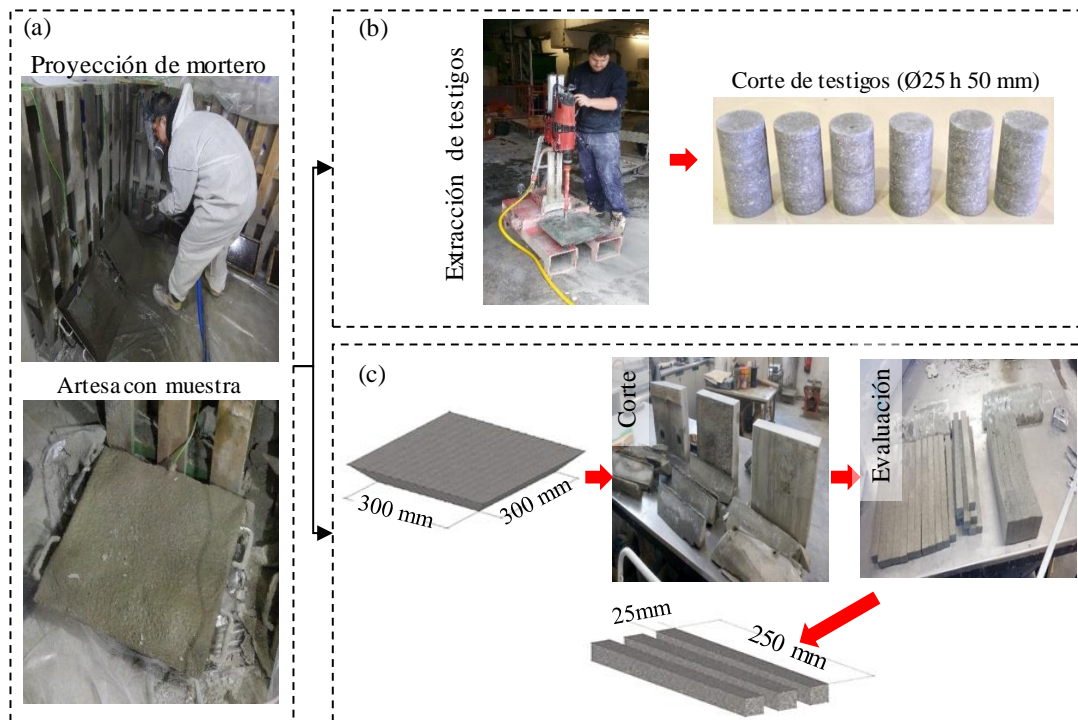 (a)
Proyección de mortero
Artesa con muestra
(b)
Extracción de testigos
Corte de testigos (Ø25 h 50 mm)
(c)
300 mm
300 mm
Corte
Evaluación
25mm
250 mm